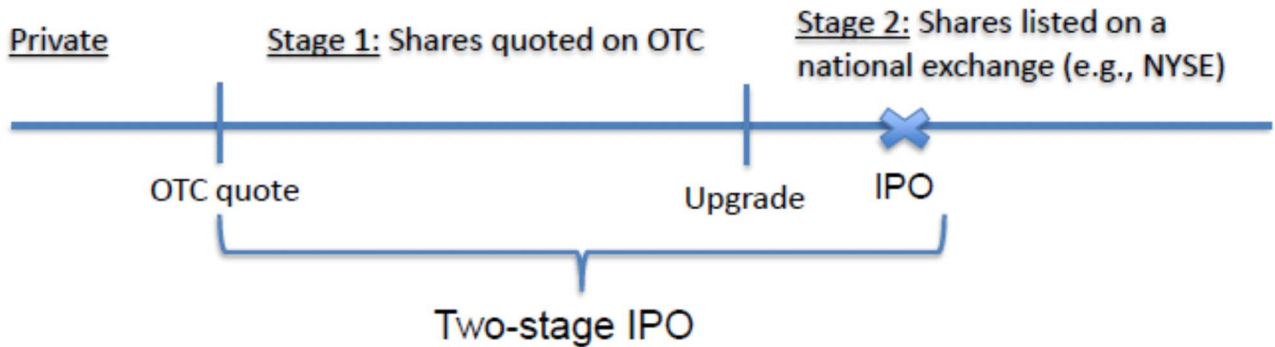 Private
Stage 1: Shares quoted on OTC
Stage 2: Shares listed on a
national exchange (e.g., NYSE)
OTC quote
Upgrade
IPO
Two-stage IPO